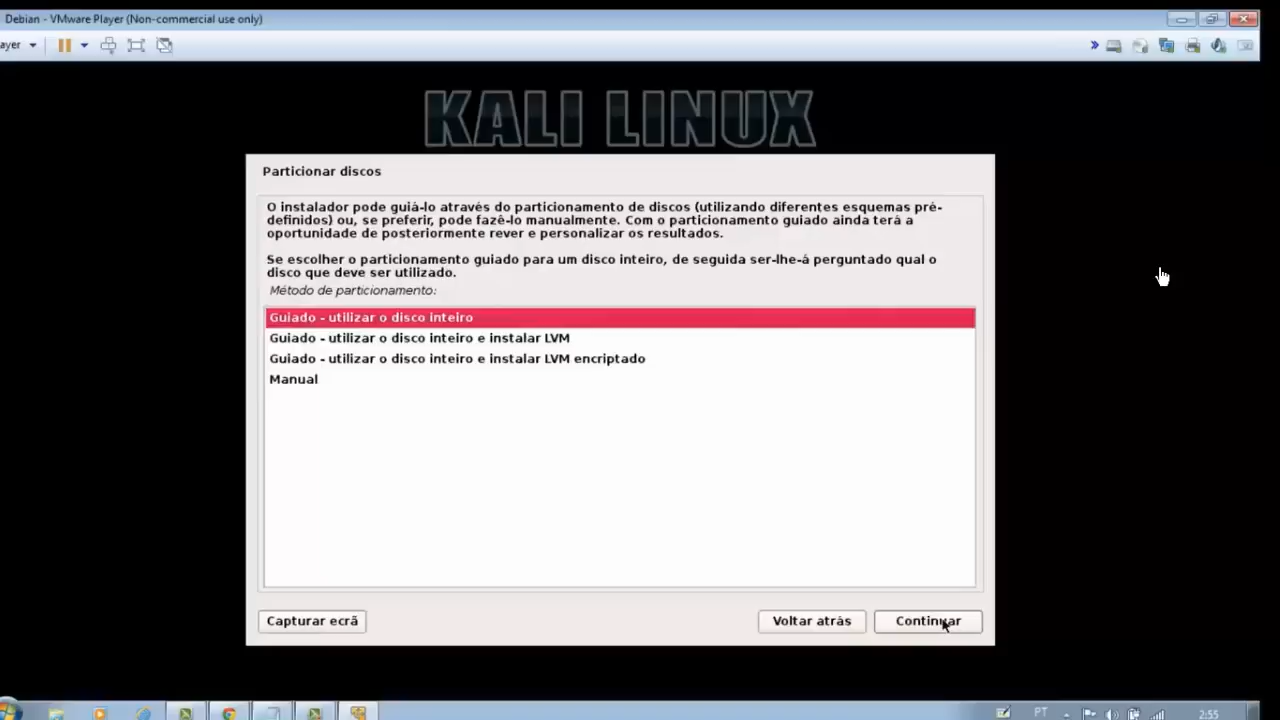 Debian - VMware Player (Non-commercial use only)
ayer
KALI LINUX
Particionar discos
O instalador pode guiá-lo através do particionamento de discos (utilizando diferentes esquemas pré-
definidos) ou, se preferir, pode fazê-lo manualmente. Com o particionamento guiado ainda terá a
oportunidade de posteriormente rever e personalizar os resultados.
Se escolher o particionamento guiado para um disco inteiro, de seguida ser-lhe-á perguntado qual o
disco que deve ser utilizado.
Método de particionamento:
Guiado - utilizar o disco inteiro
Guiado - utilizar o disco inteiro e instalar LVM
Guiado - utilizar o disco inteiro e instalar LVM encriptado
Manual
Capturar ecrã
Voltar atrás
Continuar
PT
2:55